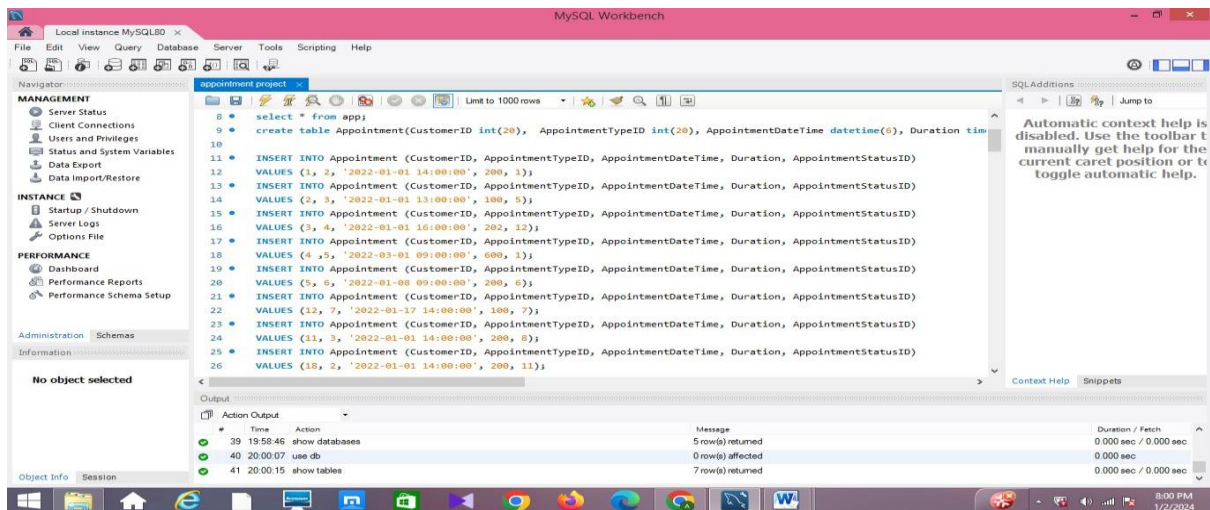 MySQL Workbench
Local instance MySQL80 ×
File Edit View Query Database Server Tools Scripting Help
Navigator
MANAGEMENT
Server Status
Client Connections
Users and Privileges
Status and System Variables
Data Export
Data Import/Restore
INSTANCE
Startup / Shutdown
Server Logs
Options File
PERFORMANCE
Dashboard
Performance Reports
Performance Schema Setup
Administration Schemas
Information
No object selected
Object Info Session
appointment project ×
Limit to 1000 rows
8 select * from app;
9 create table Appointment(CustomerID int(20), AppointmentTypeID int(20), AppointmentDateTime datetime(6), Duration tim
10
11 INSERT INTO Appointment (CustomerID, AppointmentTypeID, AppointmentDateTime, Duration, AppointmentStatusID)
12 VALUES (1, 2, '2022-01-01 14:00:00', 200, 1);
13 INSERT INTO Appointment (CustomerID, AppointmentTypeID, AppointmentDateTime, Duration, AppointmentStatusID)
14 VALUES (2, 3, '2022-01-01 13:00:00', 100, 5);
15 INSERT INTO Appointment (CustomerID, AppointmentTypeID, AppointmentDateTime, Duration, AppointmentStatusID)
16 VALUES (3, 4, '2022-01-01 16:00:00', 202, 12);
17 INSERT INTO Appointment (CustomerID, AppointmentTypeID, AppointmentDateTime, Duration, AppointmentStatusID)
18 VALUES (4 ,5, '2022-03-01 09:00:00', 600, 1);
19 INSERT INTO Appointment (CustomerID, AppointmentTypeID, AppointmentDateTime, Duration, AppointmentStatusID)
20 VALUES (5, 6, '2022-01-08 09:00:00', 200, 6);
21 INSERT INTO Appointment (CustomerID, AppointmentTypeID, AppointmentDateTime, Duration, AppointmentStatusID)
22 VALUES (12, 7, '2022-01-17 14:00:00', 100, 7);
23 INSERT INTO Appointment (CustomerID, AppointmentTypeID, AppointmentDateTime, Duration, AppointmentStatusID)
24 VALUES (11, 3, '2022-01-01 14:00:00', 200, 8);
25 INSERT INTO Appointment (CustomerID, AppointmentTypeID, AppointmentDateTime, Duration, AppointmentStatusID)
26 VALUES (18, 2, '2022-01-01 14:00:00', 200, 11);
SQLAdditions
Jump to
Automatic context help is
disabled. Use the toolbar t
manually get help for the
current caret position or to
toggle automatic help.
Context Help Snippets
Output
Action Output
# Time Action Message Duration / Fetch
39 19:58:46 show databases 5 row(s) returned 0.000 sec / 0.000 sec
40 20:00:07 use db 0 row(s) affected 0.000 sec
41 20:00:15 show tables 7 row(s) returned 0.000 sec / 0.000 sec
8:00 PM
1/2/2024